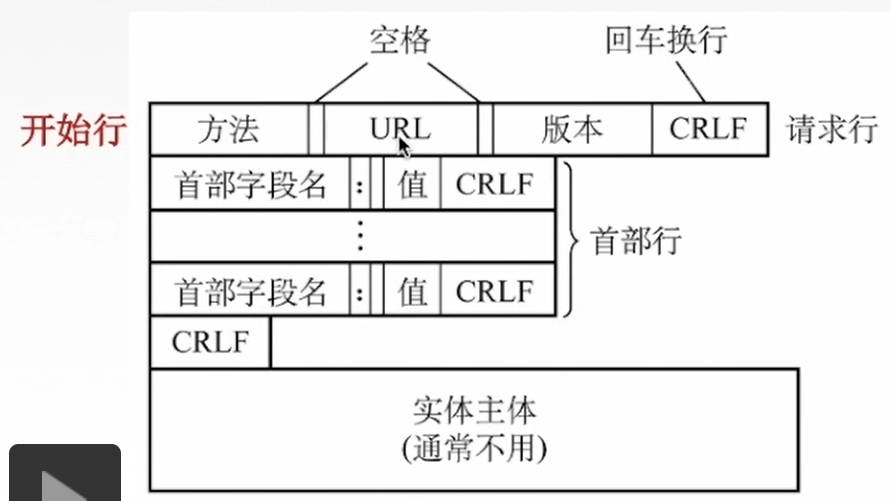 空格 回车换行
开始行 方法 URL 版本 CRLF 请求行
首部字段名 : 值 CRLF
⋮
首部行
首部字段名 : 值 CRLF
CRLF
实体主体
(通常不用)